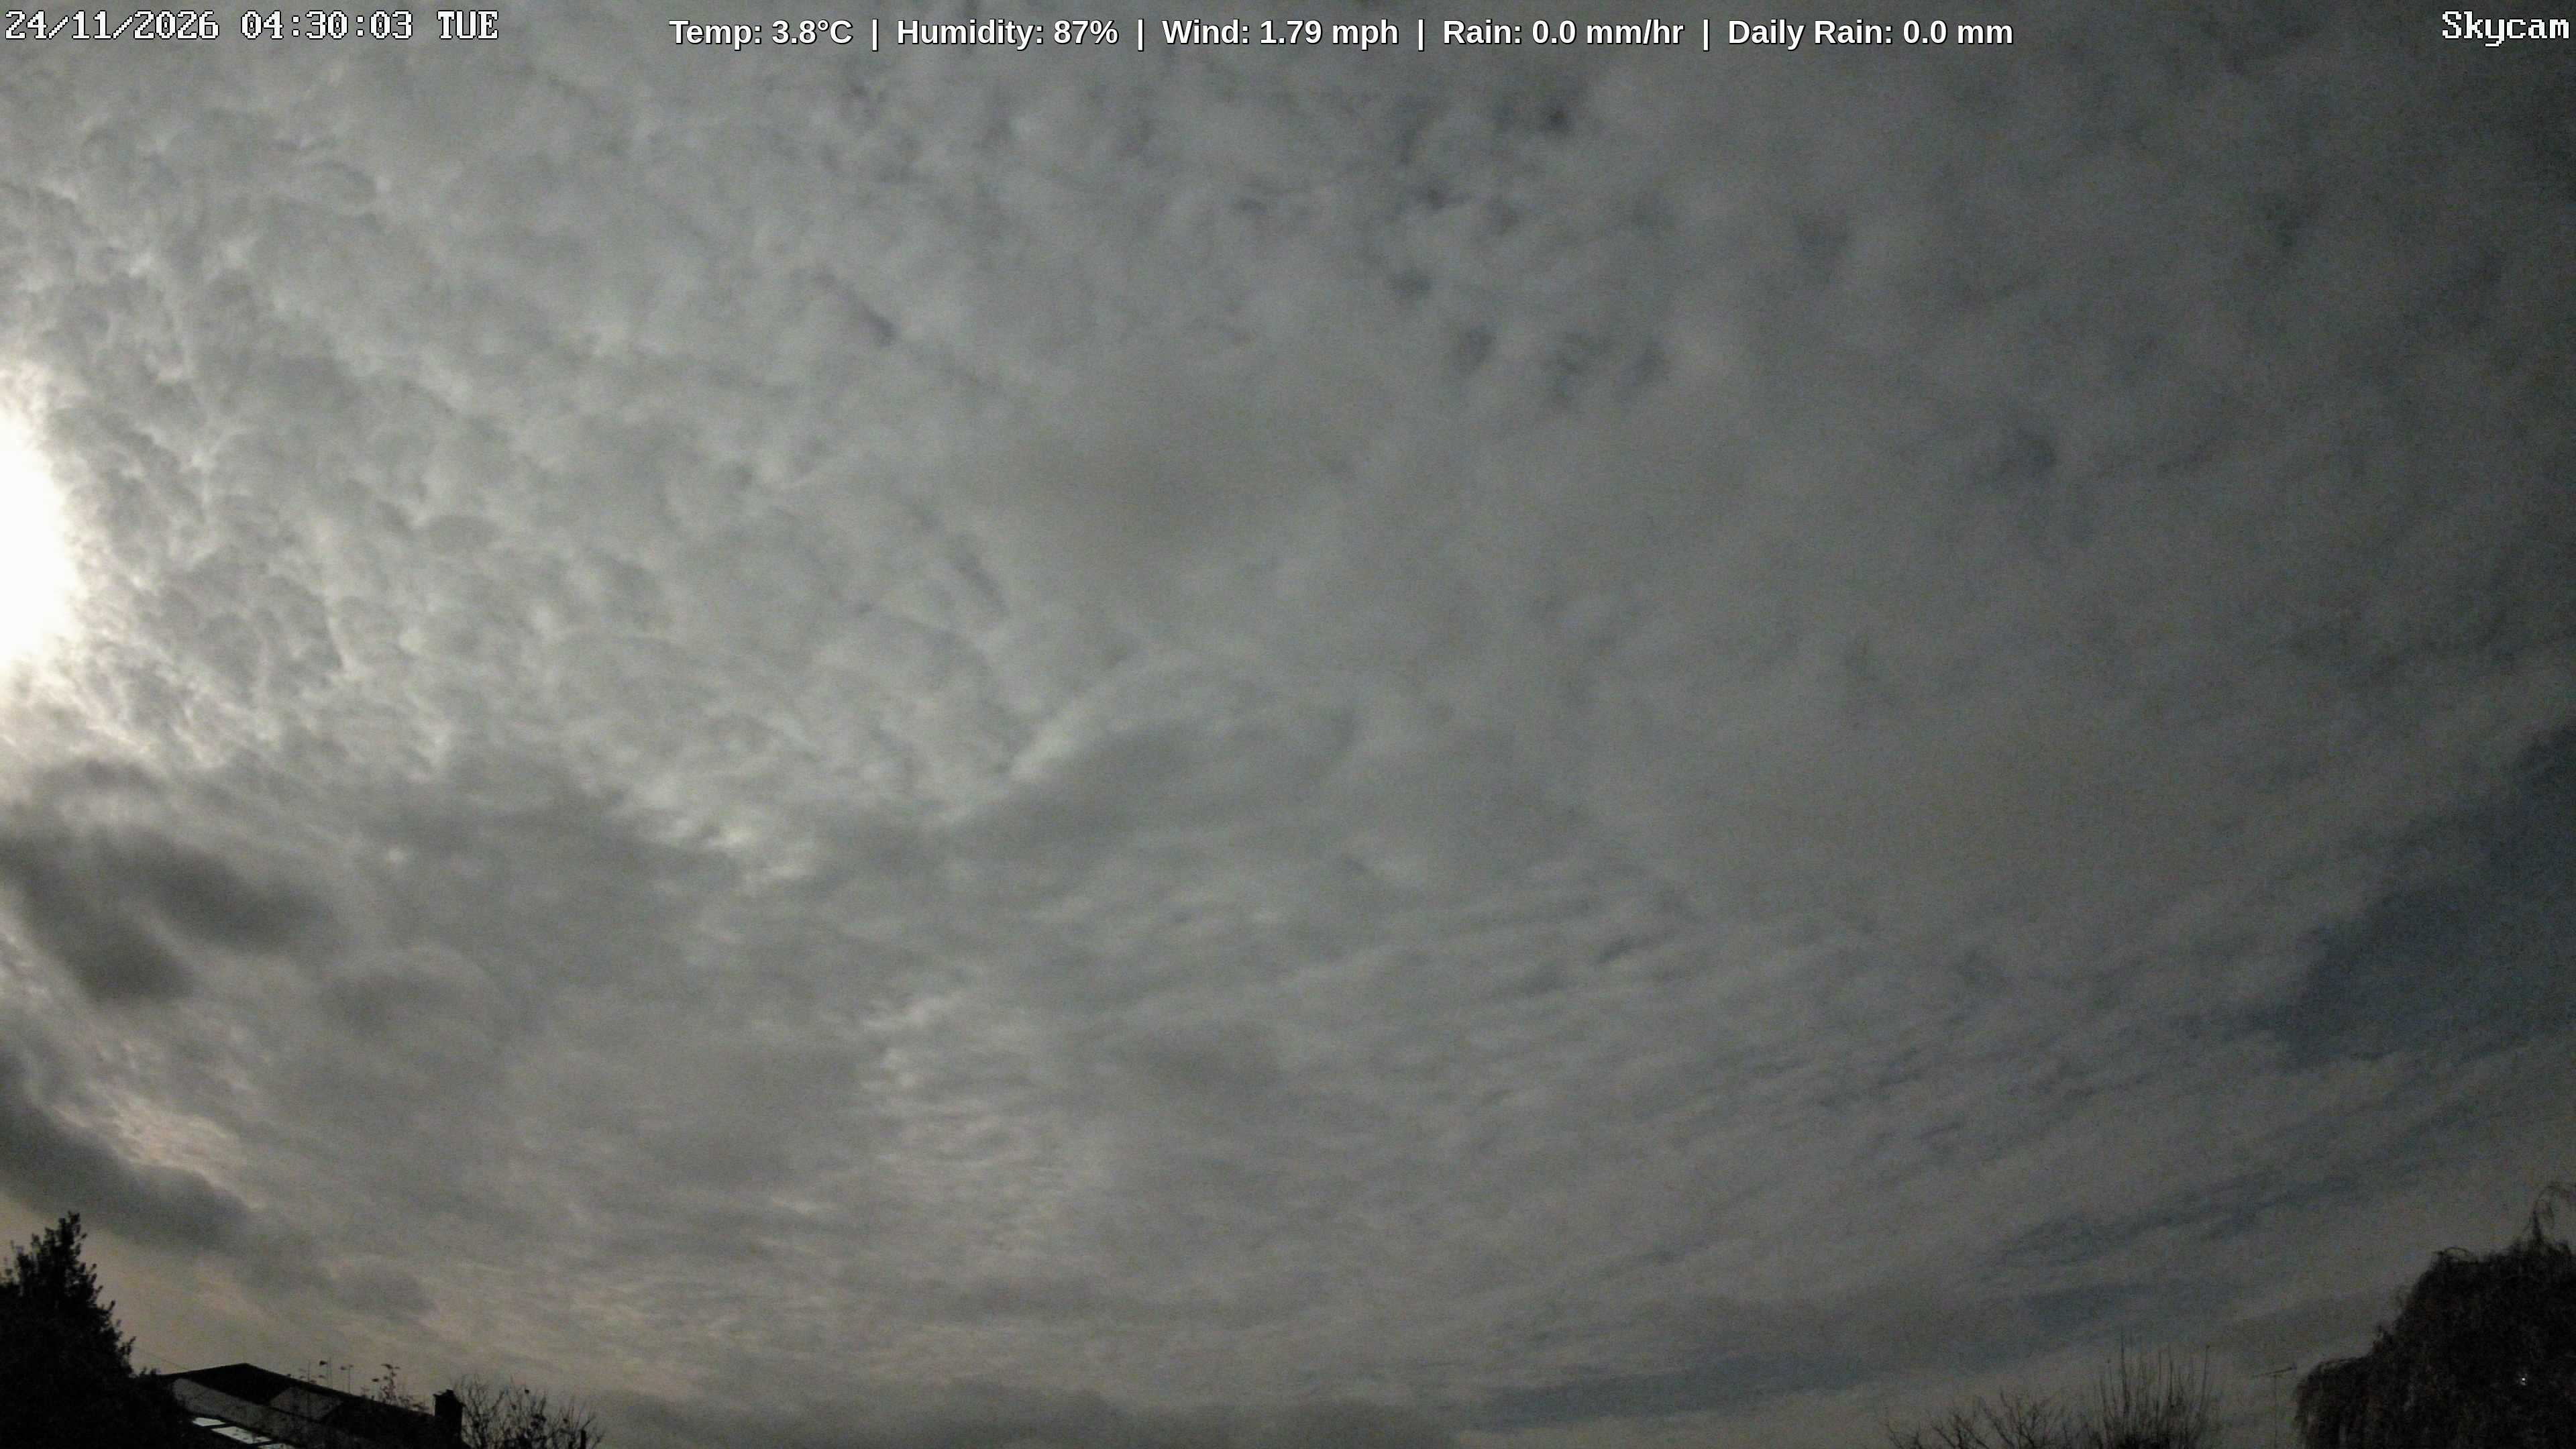 24/11/2026 04:30:03 TUE
Temp: 3.8°C | Humidity: 87% | Wind: 1.79 mph | Rain: 0.0 mm/hr | Daily Rain: 0.0 mm
Skycam